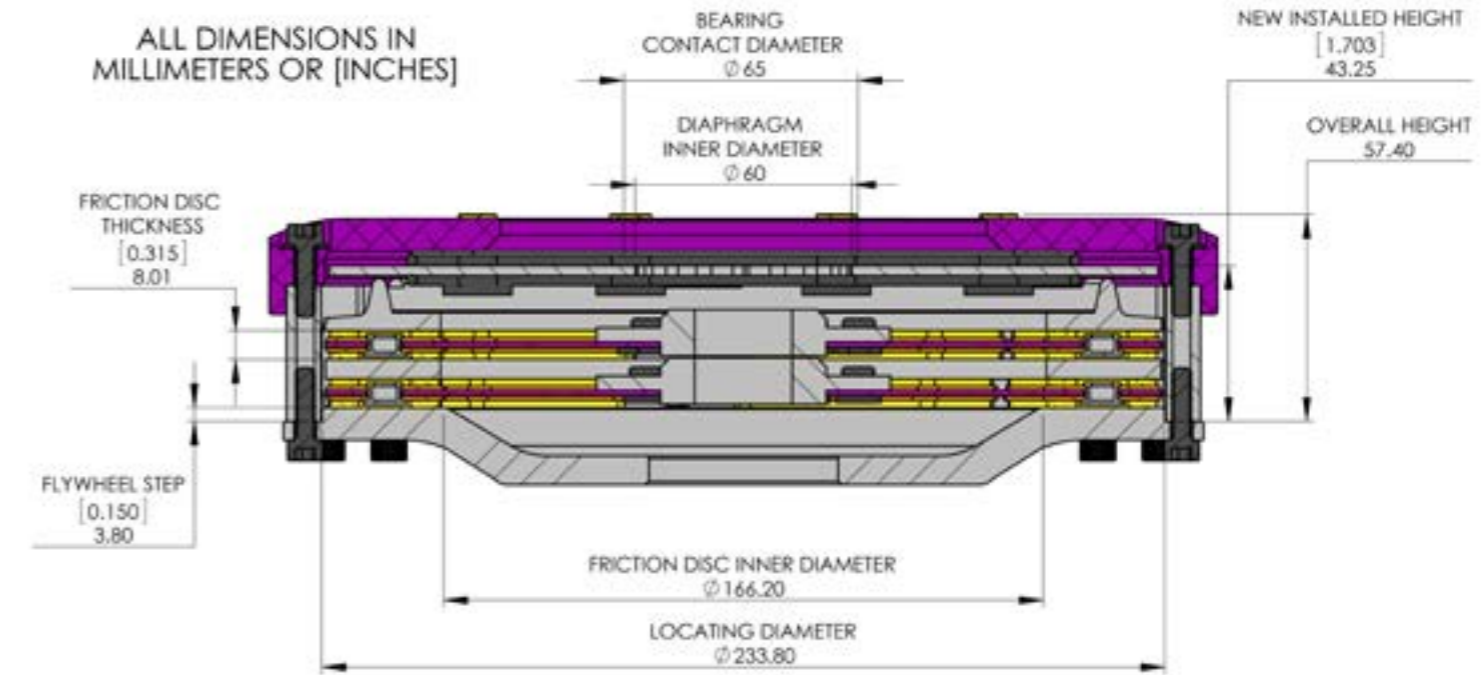 ALL DIMENSIONS IN
MILLIMETERS OR [INCHES]
BEARING
CONTACT DIAMETER
∅65
NEW INSTALLED HEIGHT
[1.703]
43.25
DIAPHRAGM
INNER DIAMETER
∅60
OVERALL HEIGHT
57.40
FRICTION DISC
THICKNESS
[0.315]
8.01
FLYWHEEL STEP
[0.150]
3.80
FRICTION DISC INNER DIAMETER
∅166.20
LOCATING DIAMETER
∅233.80